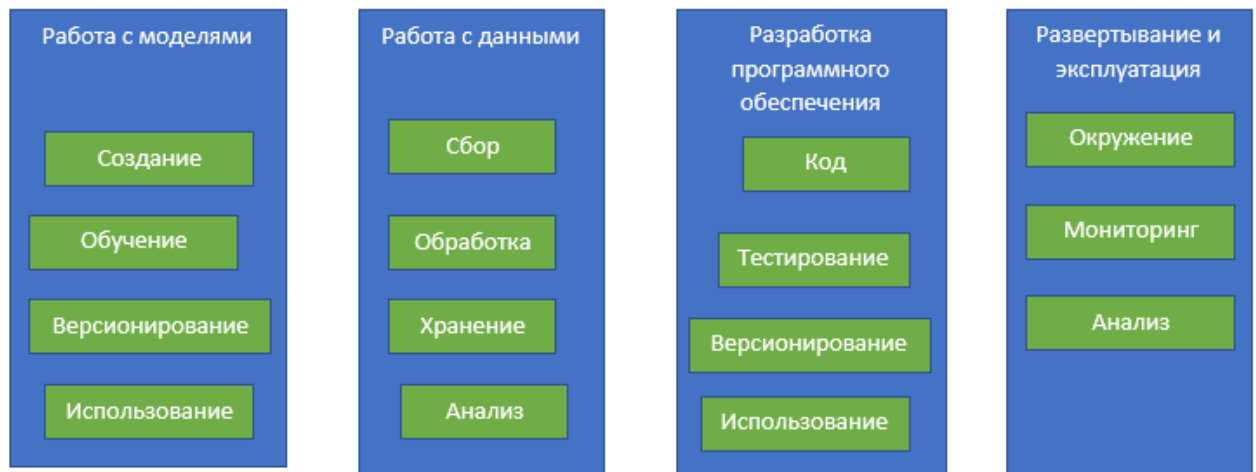 Работа с моделями
Создание
Обучение
Версионирование
Использование
Работа с данными
Сбор
Обработка
Хранение
Анализ
Разработка
программного
обеспечения
Код
Тестирование
Версионирование
Использование
Развертывание и
эксплуатация
Окружение
Мониторинг
Анализ